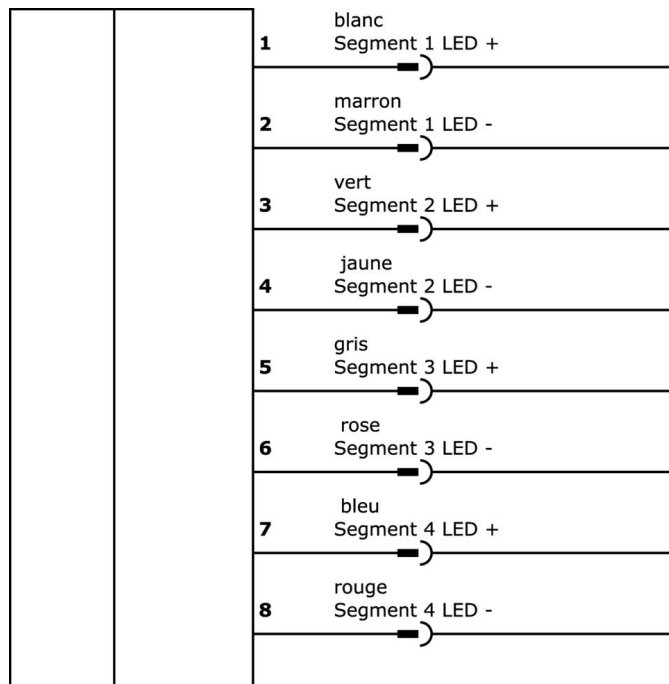 blanc
1 Segment 1 LED +
marron
2 Segment 1 LED -
vert
3 Segment 2 LED +
jaune
4 Segment 2 LED -
gris
5 Segment 3 LED +
rose
6 Segment 3 LED -
bleu
7 Segment 4 LED +
rouge
8 Segment 4 LED -